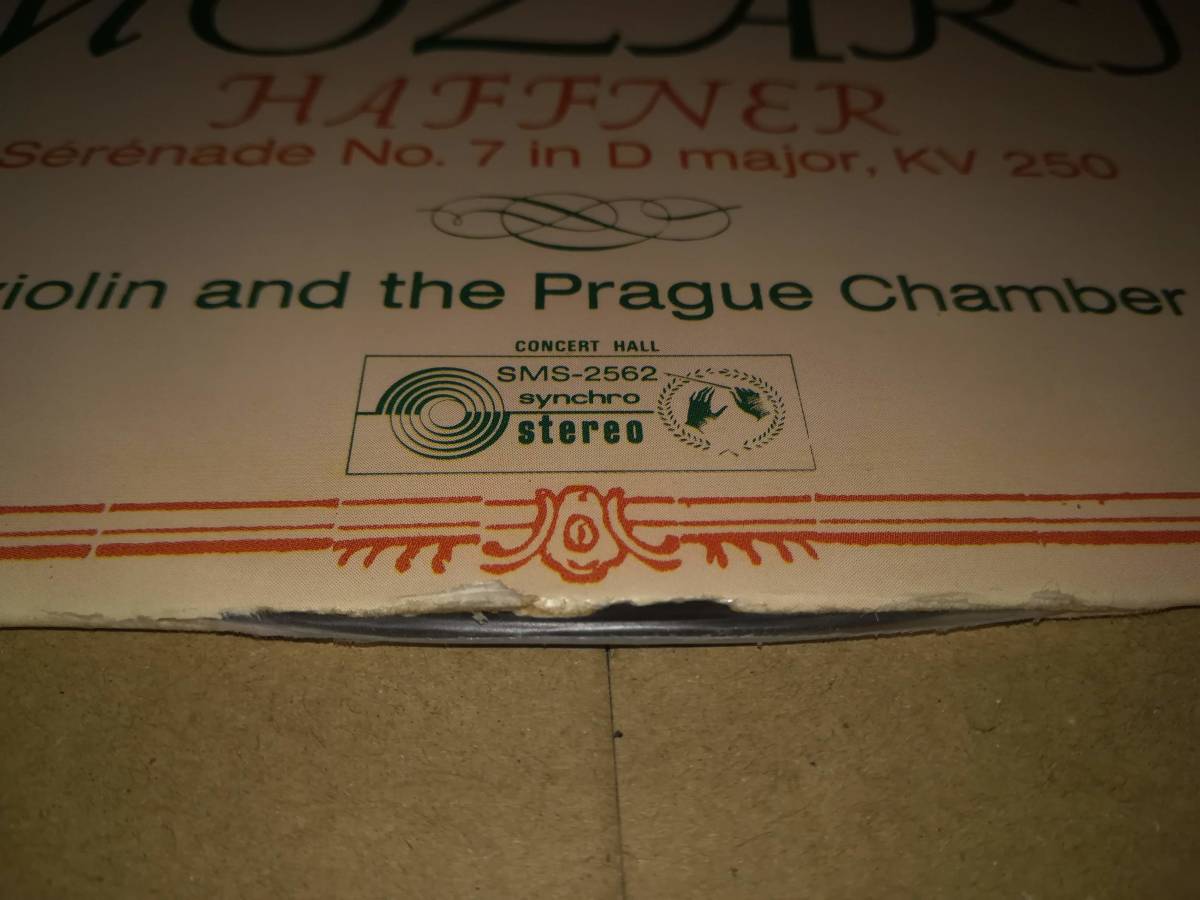 MOZART
HAFFNER
Sérénade No. 7 in D major, KV 250
violin and the Prague Chamber
CONCERT HALL
SMS-2562
synchro
stereo